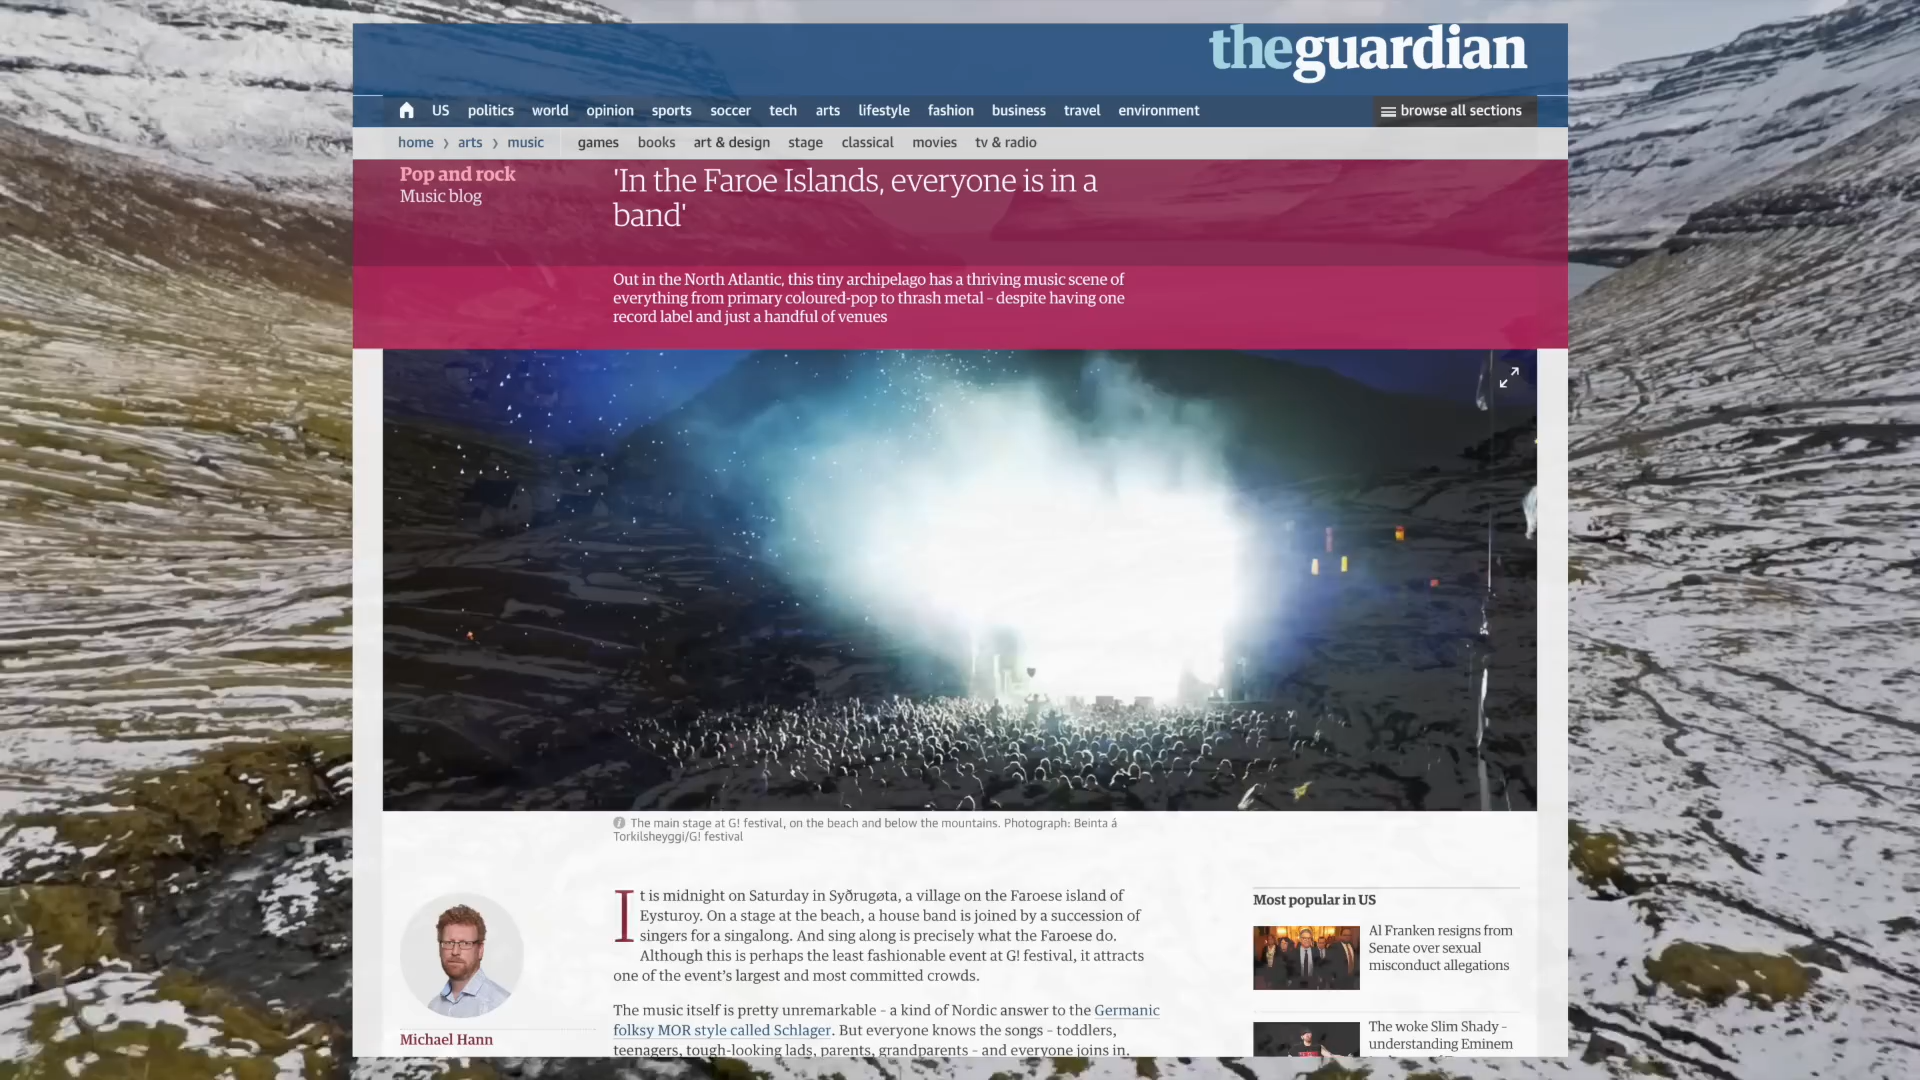 theguardian
US politics world opinion sports soccer tech arts lifestyle fashion business travel environment browse all sections
home › arts › music games books art & design stage classical movies tv & radio
Pop and rock
Music blog
'In the Faroe Islands, everyone is in a
band'
Out in the North Atlantic, this tiny archipelago has a thriving music scene of
everything from primary coloured-pop to thrash metal – despite having one
record label and just a handful of venues
The main stage at G! festival, on the beach and below the mountains. Photograph: Beinta á
Torkilsheyggi/G! festival
It is midnight on Saturday in Syðrugøta, a village on the Faroese island of
Eysturoy. On a stage at the beach, a house band is joined by a succession of
singers for a singalong. And sing along is precisely what the Faroese do.
Although this is perhaps the least fashionable event at G! festival, it attracts
one of the event's largest and most committed crowds.
The music itself is pretty unremarkable – a kind of Nordic answer to the Germanic
folksy MOR style called Schlager. But everyone knows the songs – toddlers,
teenagers, tough-looking lads, parents, grandparents – and everyone joins in.
Michael Hann
Most popular in US
Al Franken resigns from
Senate over sexual
misconduct allegations
The woke Slim Shady –
understanding Eminem